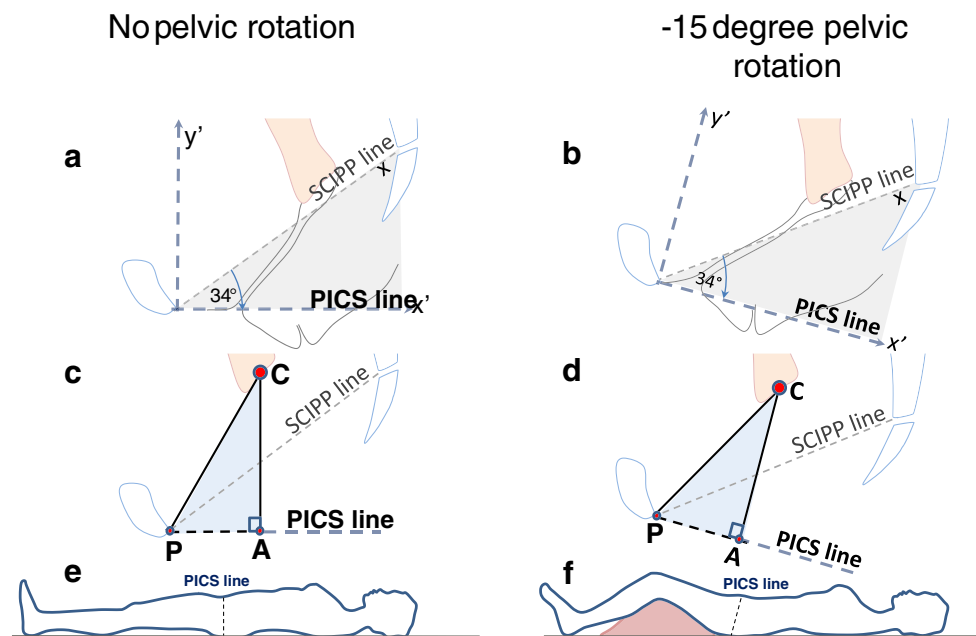 No pelvic rotation
-15 degree pelvic
rotation
a
y’
SCIPP line
x
34°
PICS line
x’
b
y’
SCIPP line
x
34°
PICS line
x’
c
C
SCIPP line
PICS line
P
A
d
C
SCIPP line
P
A
PICS line
e
PICS line
f
PICS line